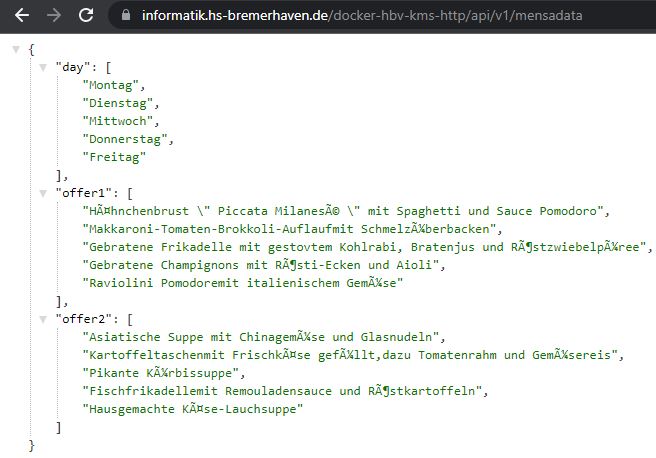 informatik.hs-bremerhaven.de/docker-hbv-kms-http/api/v1/mensadata
{
"day": [
"Montag",
"Dienstag",
"Mittwoch",
"Donnerstag",
"Freitag"
],
"offer1": [
"HÃ¤hnchenbrust \" Piccata MilanesÃ© \" mit Spaghetti und Sauce Pomodoro",
"Makkaroni-Tomaten-Brokkoli-Auflaufmit SchmelzÃ¼berbacken",
"Gebratene Frikadelle mit gestovtem Kohlrabi, Bratenjus und RÃ¶stzwiebelpÃ¼ree",
"Gebratene Champignons mit RÃ¶sti-Ecken und Aioli",
"Raviolini Pomodoremit italienischem GemÃ¼se"
],
"offer2": [
"Asiatische Suppe mit ChinagemÃ¼se und Glasnudeln",
"Kartoffeltaschenmit FrischkÃ¤se gefÃ¼llt,dazu Tomatenrahm und GemÃ¼sereis",
"Pikante KÃ¼rbissuppe",
"Fischfrikadellemit Remouladensauce und RÃ¶stkartoffeln",
"Hausgemachte KÃ¤se-Lauchsuppe"
]
}